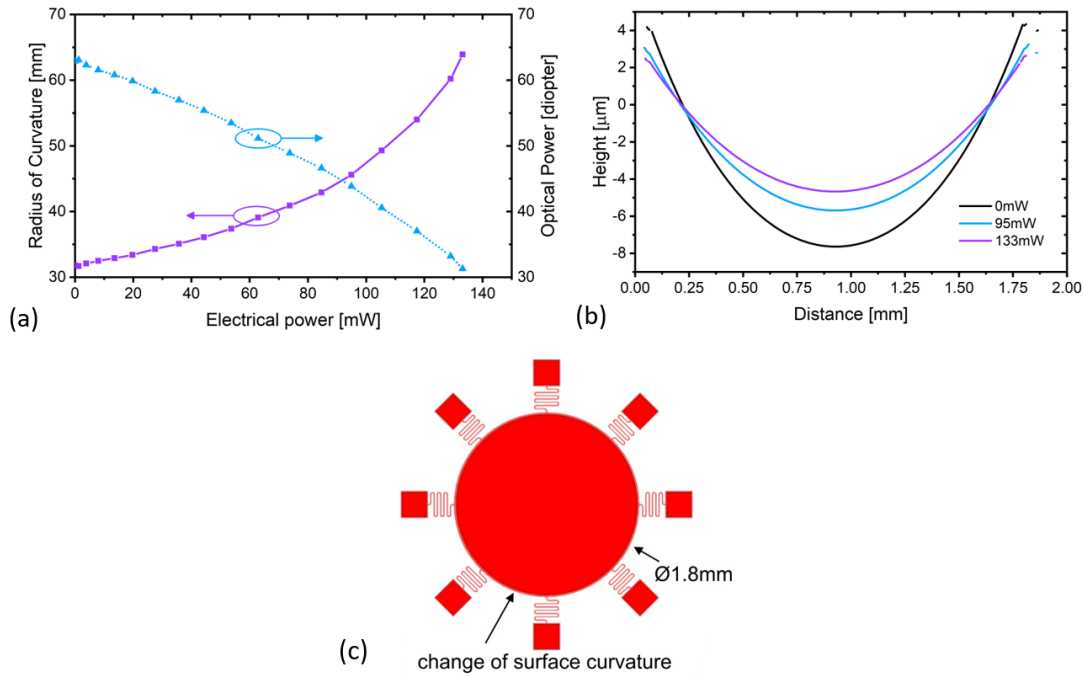 70
60
50
40
30
Radius of Curvature [mm]
0 20 40 60 80 100 120 140
Electrical power [mW]
70
60
50
40
30
Optical Power [diopter]
(a)
4
2
0
-2
-4
-6
-8
Height [µm]
0mW
95mW
133mW
0.00 0.25 0.50 0.75 1.00 1.25 1.50 1.75 2.00
Distance [mm]
(b)
Ø1.8mm
change of surface curvature
(c)